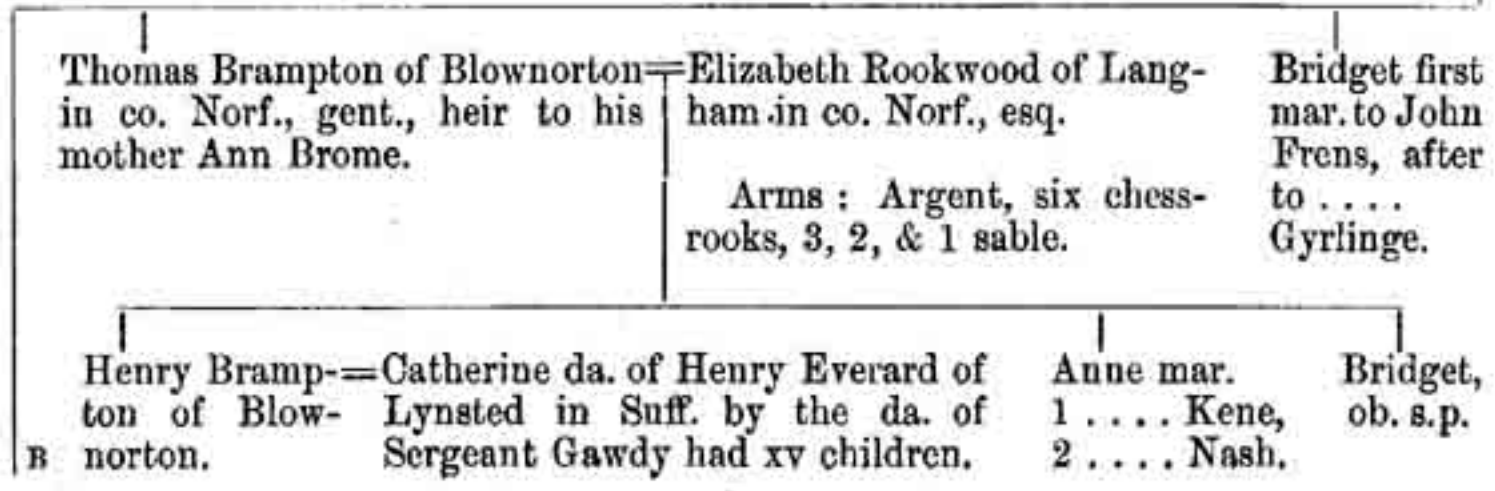 Thomas Brampton of Blownorton
in co. Norf., gent., heir to his
mother Ann Brome.
=Elizabeth Rookwood of Lang-
ham in co. Norf., esq.
Arms : Argent, six chess-
rooks, 3, 2, & 1 sable.
Bridget first
mar. to John
Frens, after
to . . . .
Gyrlinge.
Henry Bramp-
ton of Blow-
norton.
=Catherine da. of Henry Everard of
Lynsted in Suff. by the da. of
Sergeant Gawdy had xv children.
Anne mar.
1 . . . . Kene,
2 . . . . Nash.
Bridget,
ob. s.p.
B